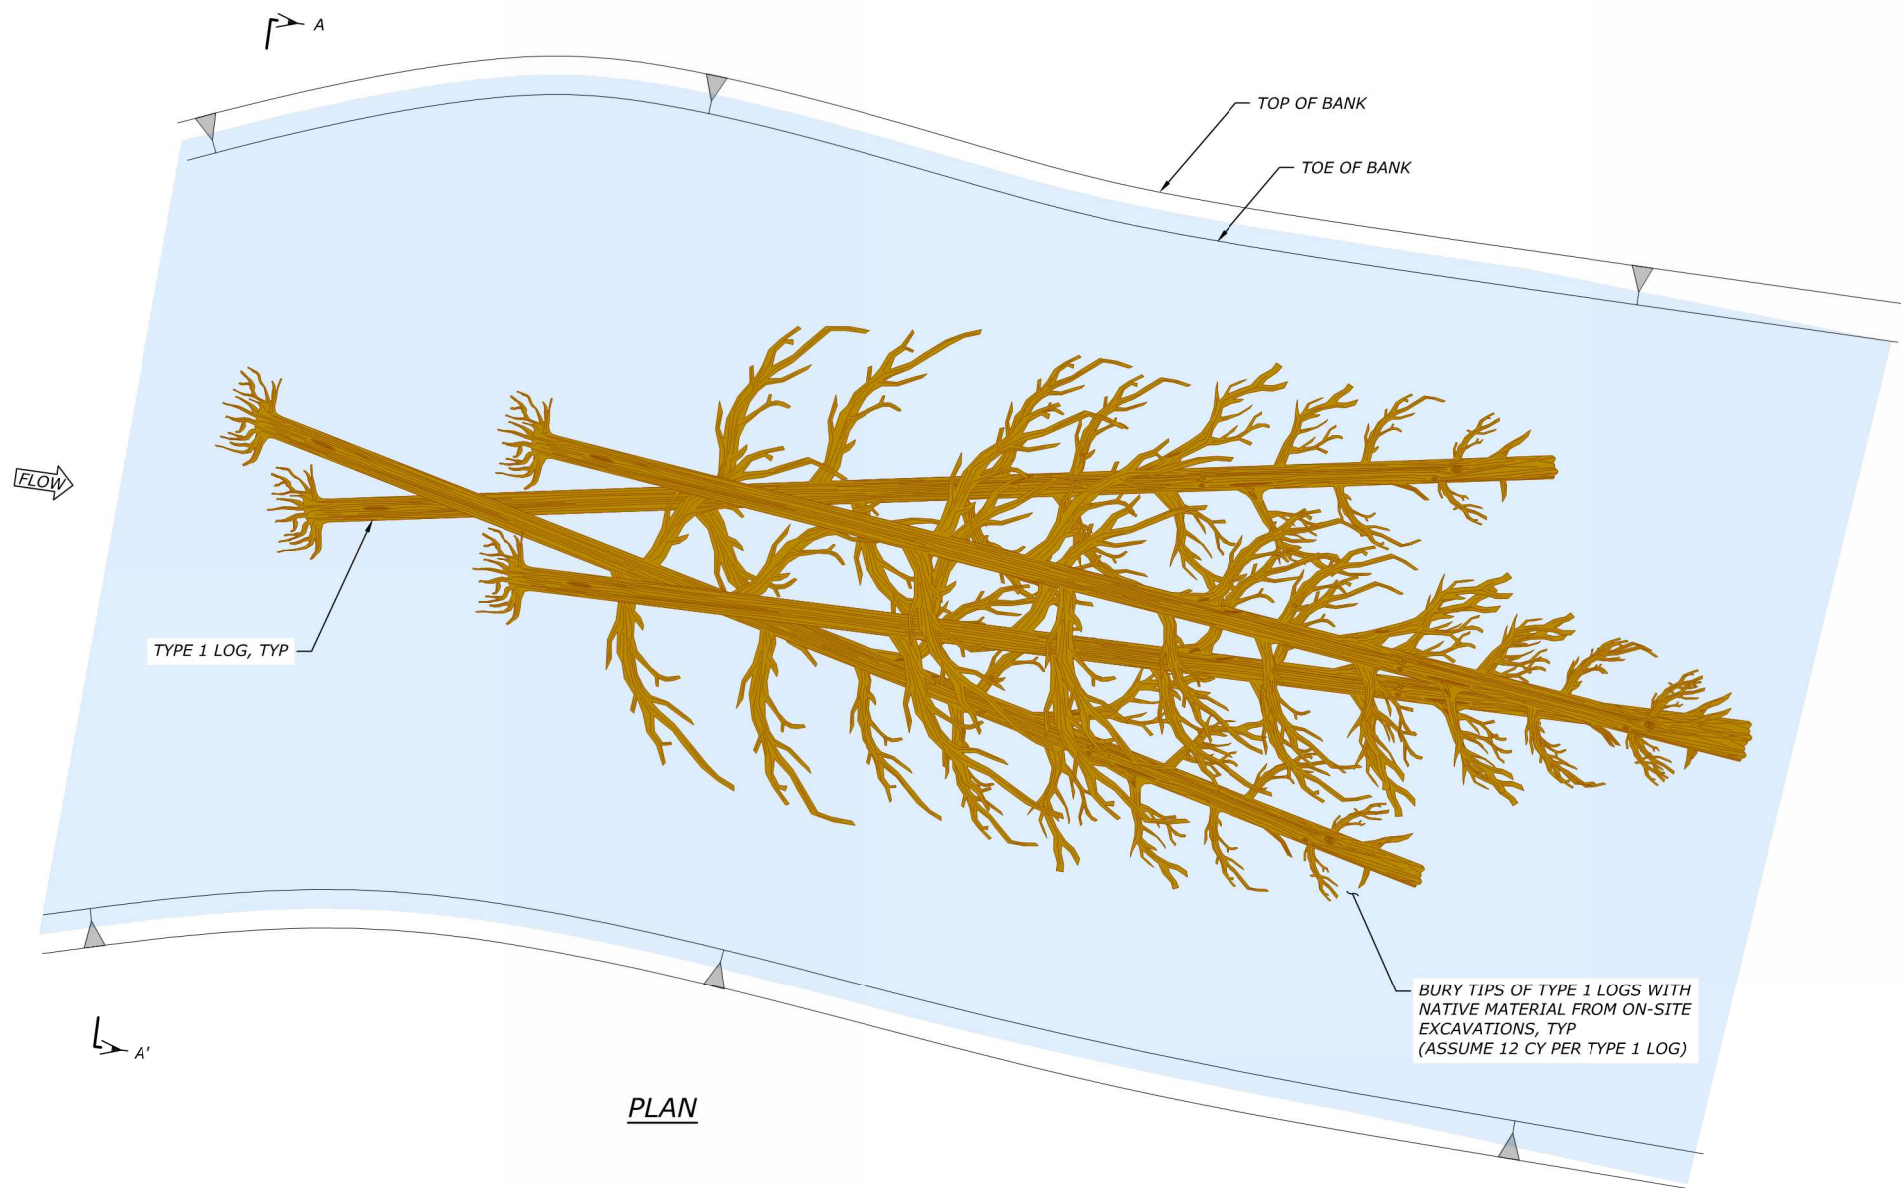 A
TOP OF BANK
TOE OF BANK
FLOW
TYPE 1 LOG, TYP
BURY TIPS OF TYPE 1 LOGS WITH
NATIVE MATERIAL FROM ON-SITE
EXCAVATIONS, TYP
(ASSUME 12 CY PER TYPE 1 LOG)
A'
PLAN